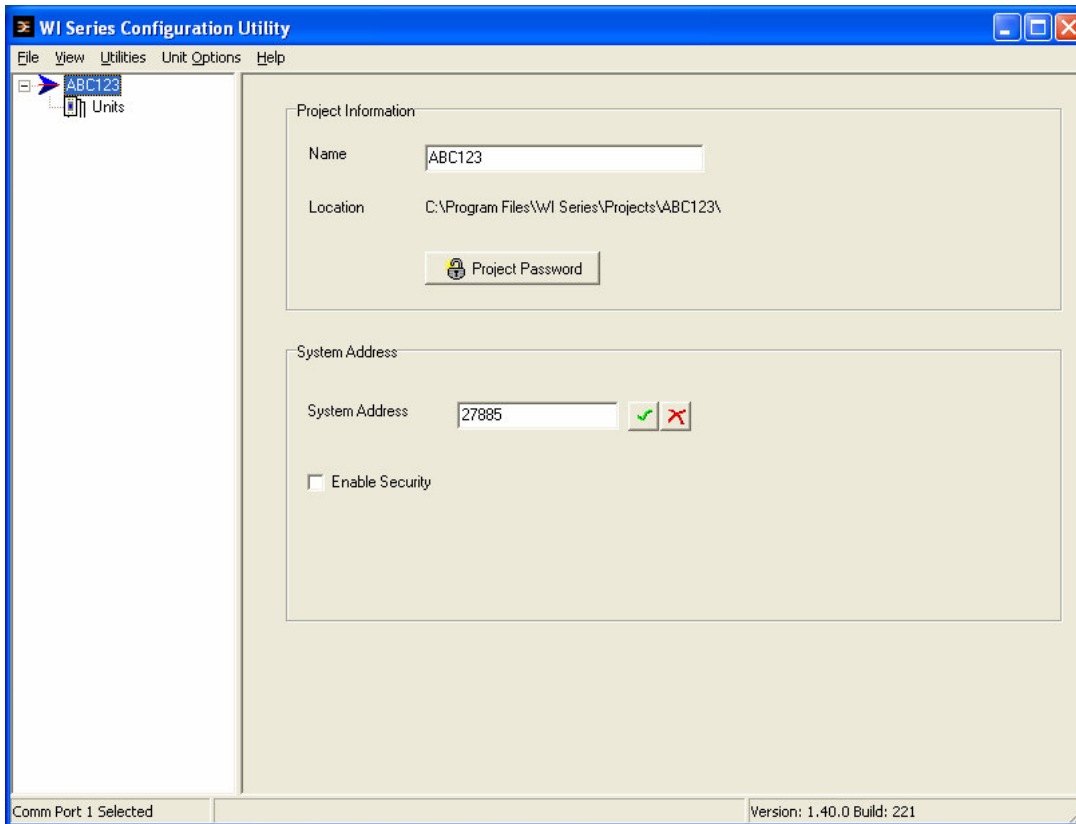 WI Series Configuration Utility
File View Utilities Unit Options Help
ABC123
Units
Project Information
Name ABC123
Location C:\Program Files\WI Series\Projects\ABC123\
Project Password
System Address
System Address 27885
Enable Security
Comm Port 1 Selected Version: 1.40.0 Build: 221